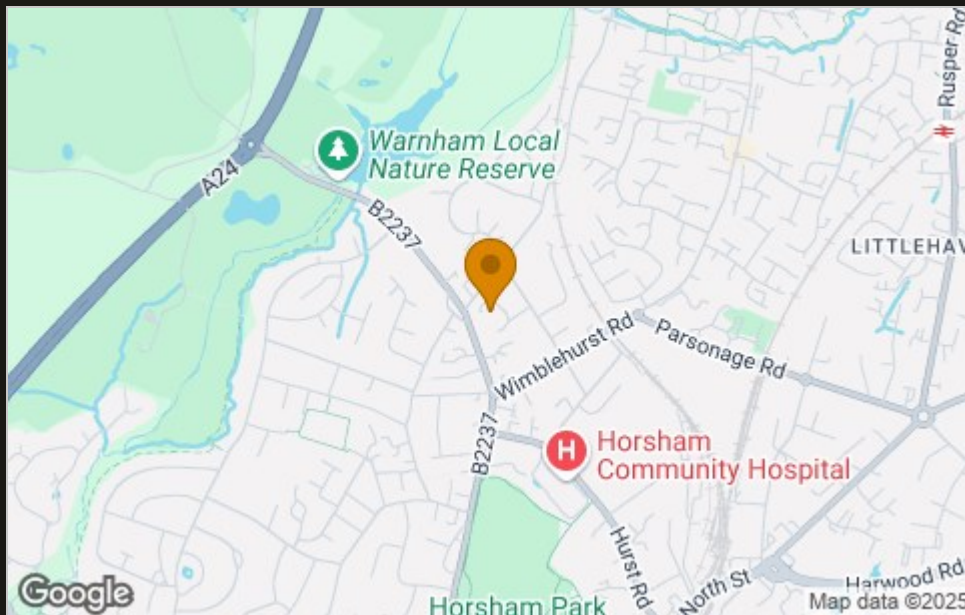 Rusper Rd
Warnham Local
Nature Reserve
A24
B2237
LITTLEHAV
Wimblehurst Rd
Parsonage Rd
B2237
H
Horsham
Community Hospital
Hurst Rd
North St
Harwood Rd
Horsham Park
Google
Map data ©2025